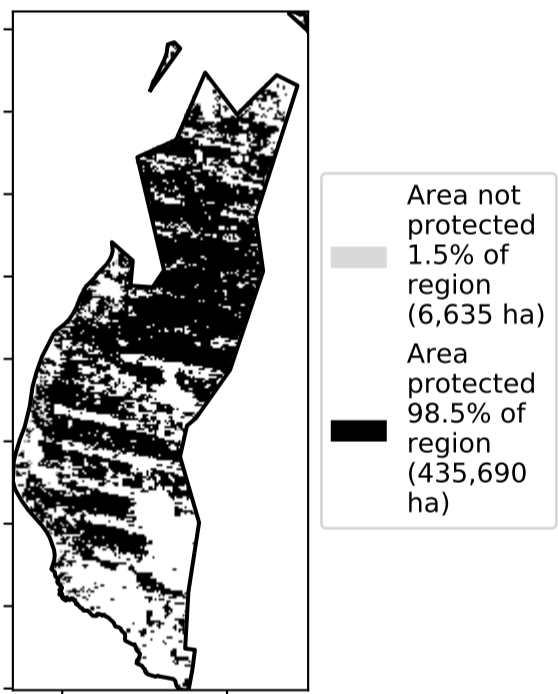 Area not
protected
1.5% of
region
(6,635 ha)
Area
protected
98.5% of
region
(435,690
ha)